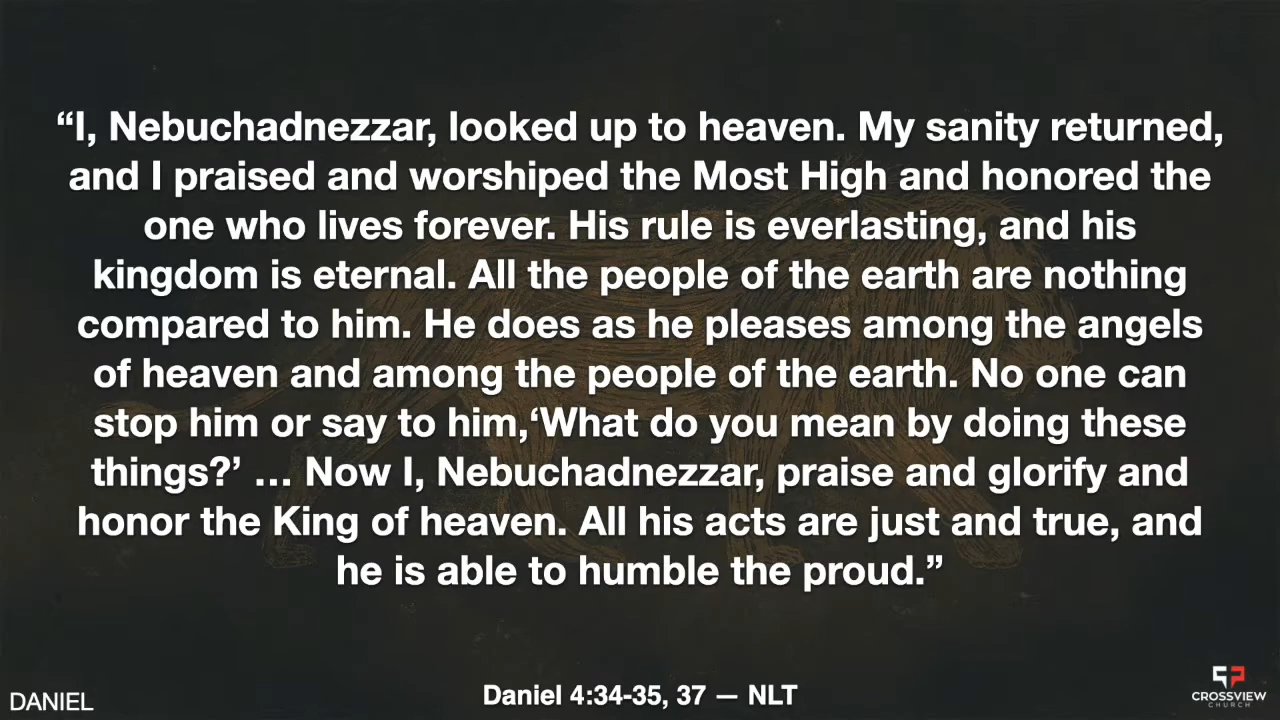 “I, Nebuchadnezzar, looked up to heaven. My sanity returned,
and I praised and worshiped the Most High and honored the
one who lives forever. His rule is everlasting, and his
kingdom is eternal. All the people of the earth are nothing
compared to him. He does as he pleases among the angels
of heaven and among the people of the earth. No one can
stop him or say to him,‘What do you mean by doing these
things?’ … Now I, Nebuchadnezzar, praise and glorify and
honor the King of heaven. All his acts are just and true, and
he is able to humble the proud.”
DANIEL
Daniel 4:34-35, 37 — NLT
CROSSVIEW
CHURCH